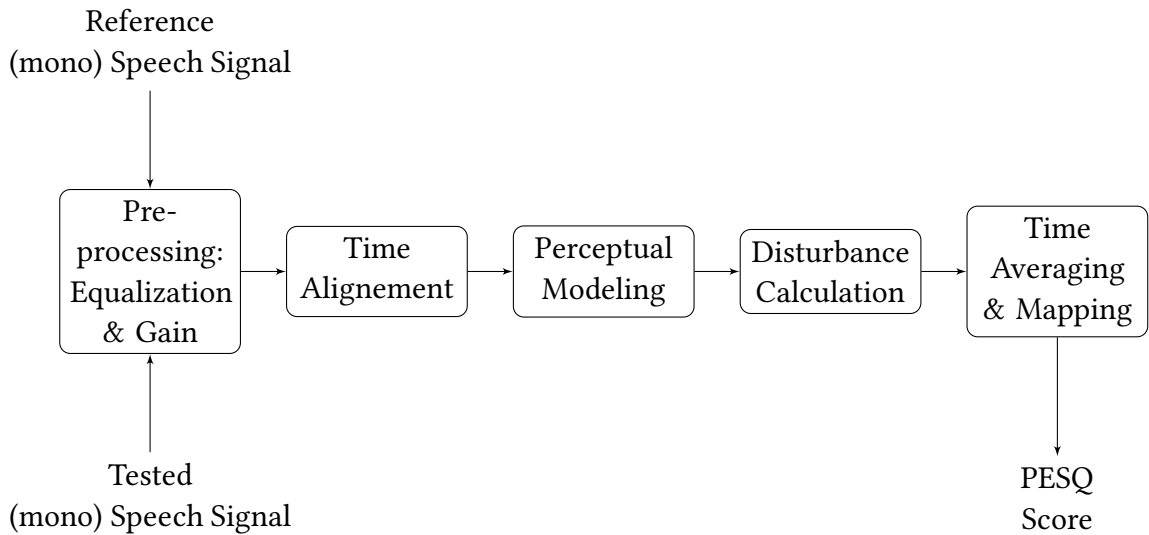 Reference
(mono) Speech Signal
Pre-
processing:
Equalization
& Gain
Time
Alignement
Perceptual
Modeling
Disturbance
Calculation
Time
Averaging
& Mapping
Tested
(mono) Speech Signal
PESQ
Score